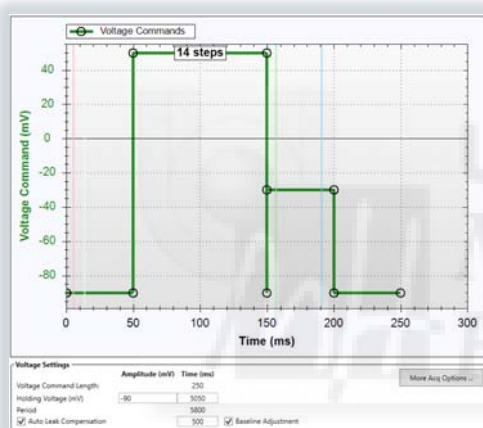 Voltage Commands
14 steps
40
20
0
-20
-40
-60
-80
Voltage Command (mV)
0 50 100 150 200 250 300
Time (ms)
Voltage Settings
Amplitude (mV) Time (ms)
Voltage Command Length: 250
Holding Voltage (mV) -90 5050
Period 5800
Auto Leak Compensation 500 Baseline Adjustment
More Acq Options ...